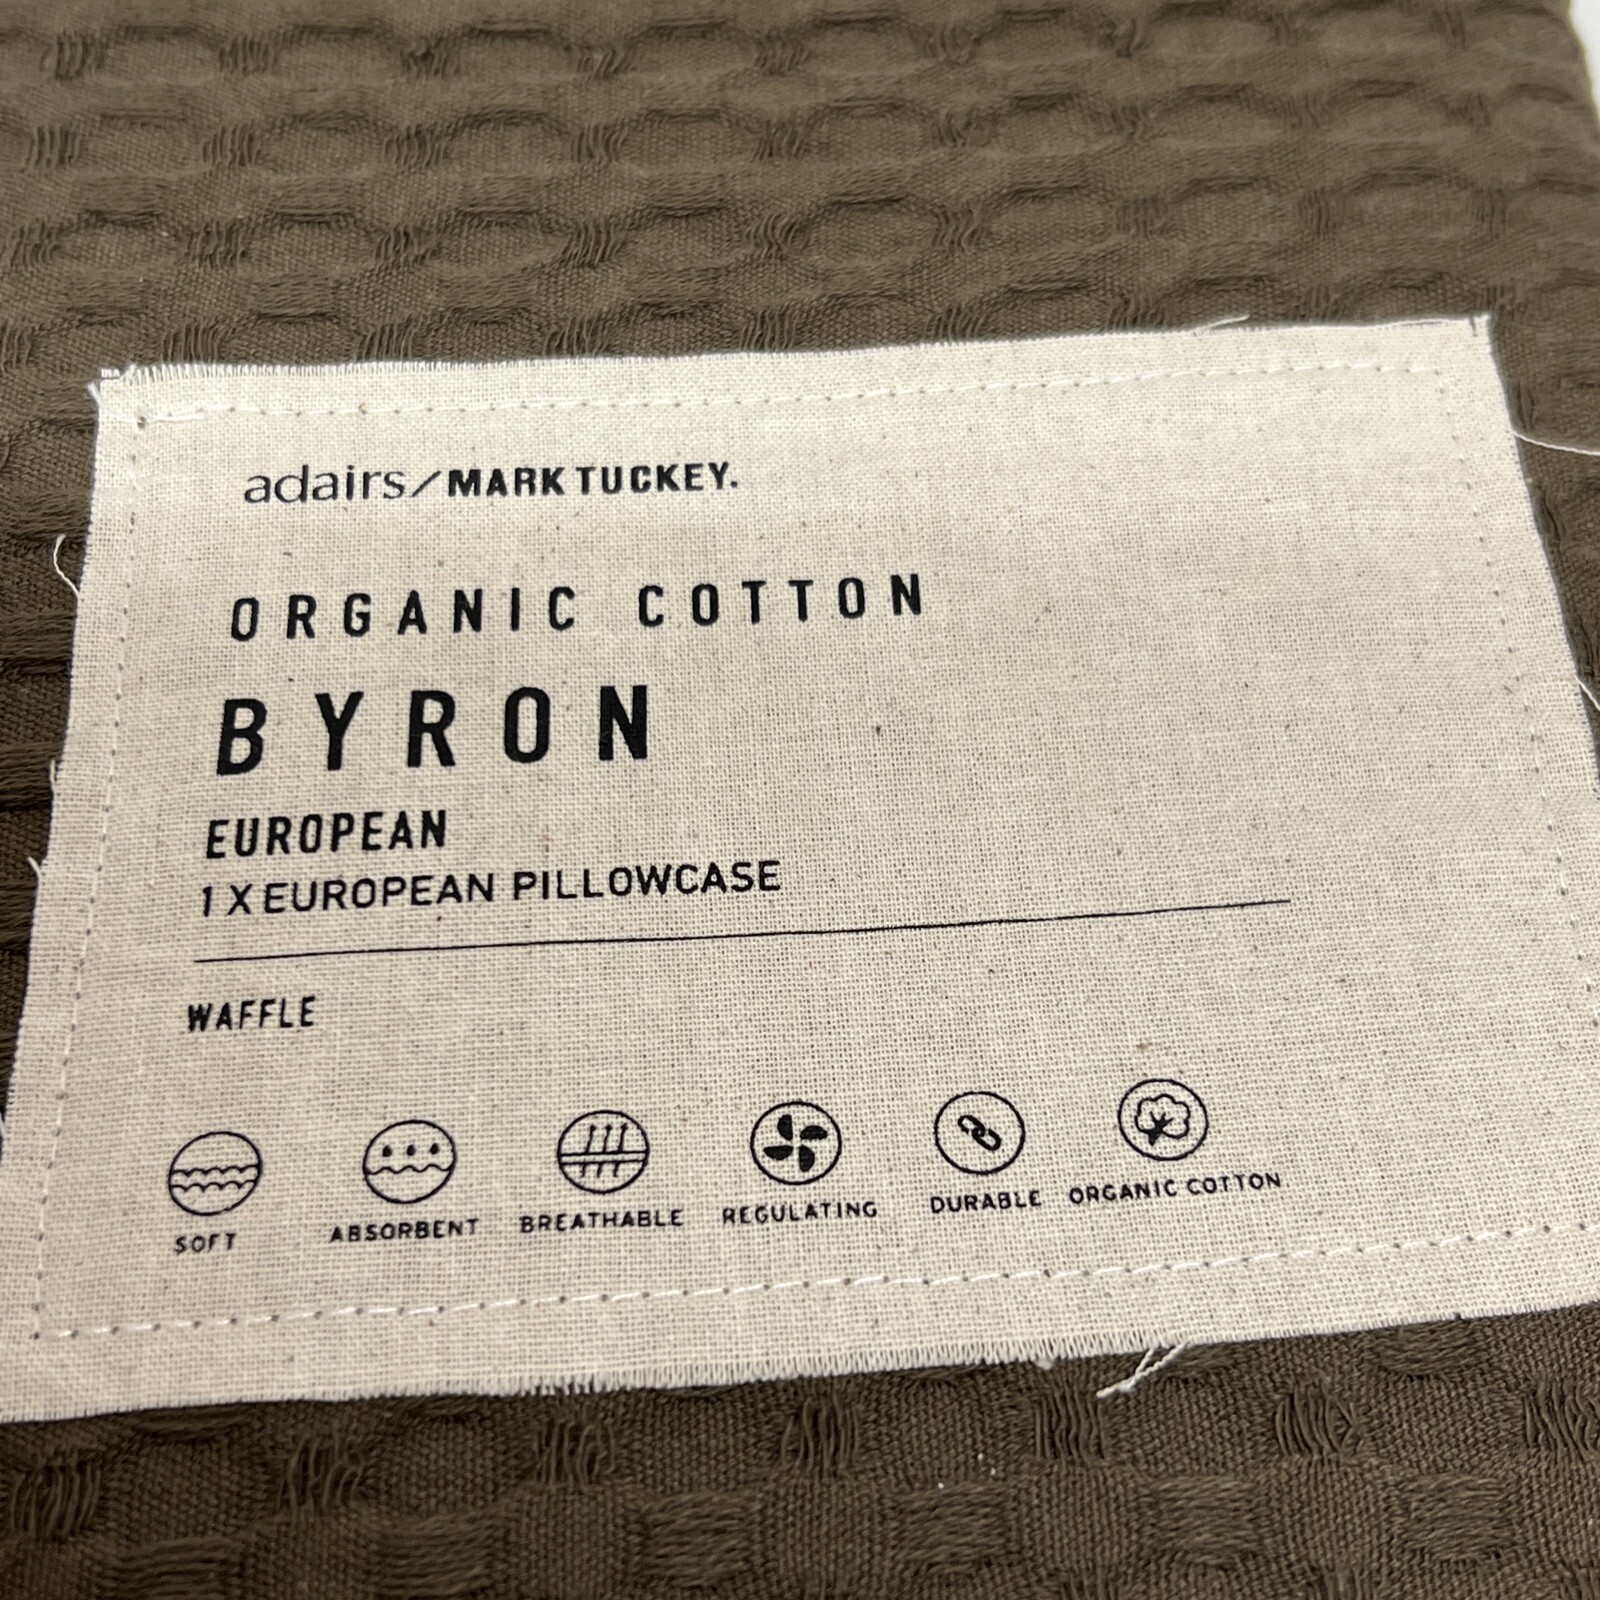 adairs/MARK TUCKEY.
ORGANIC COTTON
BYRON
EUROPEAN
1 X EUROPEAN PILLOWCASE
WAFFLE
SOFT ABSORBENT BREATHABLE REGULATING DURABLE ORGANIC COTTON